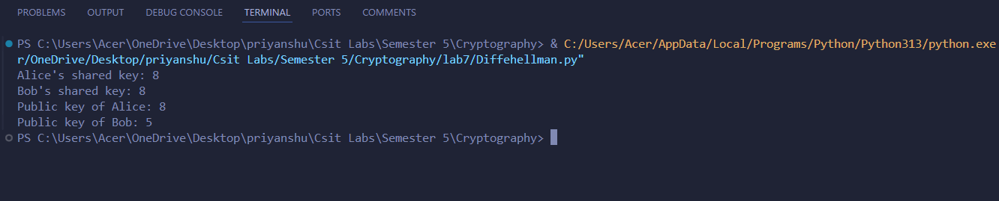 PROBLEMS OUTPUT DEBUG CONSOLE TERMINAL PORTS COMMENTS
PS C:\Users\Acer\OneDrive\Desktop\priyanshu\Csit Labs\Semester 5\Cryptography> & C:/Users/Acer/AppData/Local/Programs/Python/Python313/python.exe
r/OneDrive/Desktop/priyanshu/Csit Labs/Semester 5/Cryptography/lab7/Diffehellman.py"
Alice's shared key: 8
Bob's shared key: 8
Public key of Alice: 8
Public key of Bob: 5
PS C:\Users\Acer\OneDrive\Desktop\priyanshu\Csit Labs\Semester 5\Cryptography>